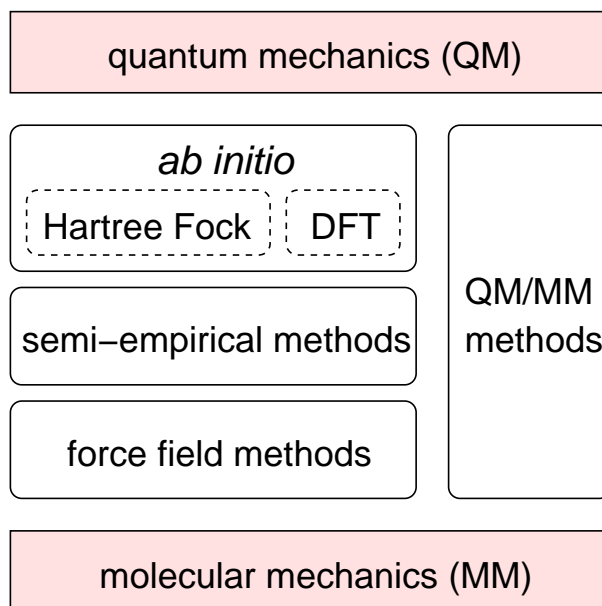 quantum mechanics (QM)
ab initio
Hartree Fock
DFT
semi−empirical methods
force field methods
QM/MM
methods
molecular mechanics (MM)